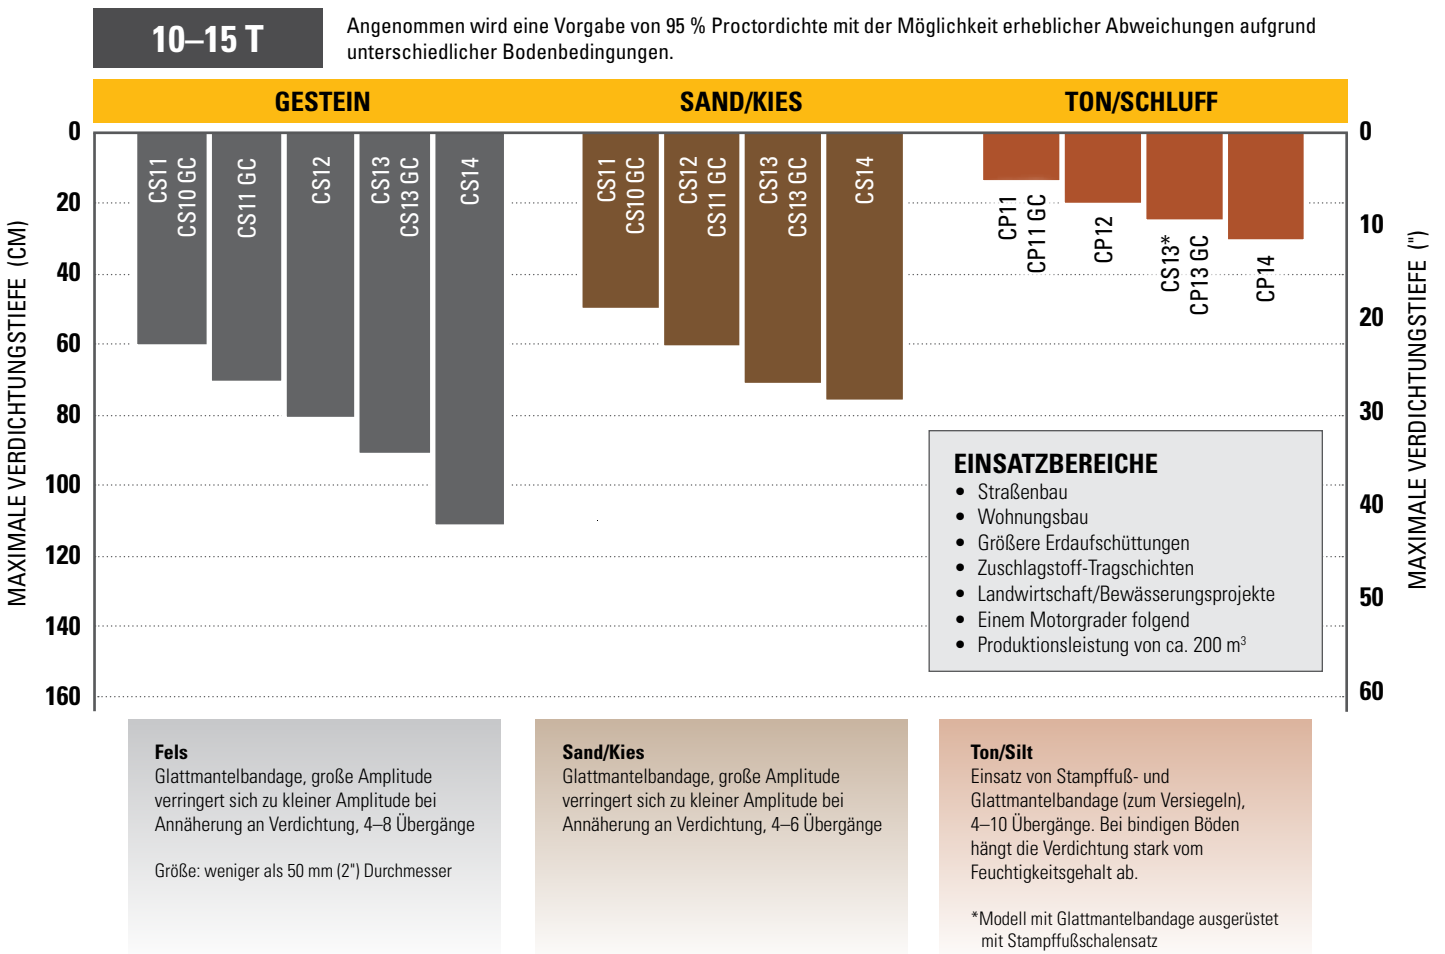 10–15 T
Angenommen wird eine Vorgabe von 95 % Proctordichte mit der Möglichkeit erheblicher Abweichungen aufgrund
unterschiedlicher Bodenbedingungen.
GESTEIN
SAND/KIES
TON/SCHLUFF
MAXIMALE VERDICHTUNGSTIEFE (CM)
0
20
40
60
80
100
120
140
160
CS11
CS10 GC
CS11 GC
CS12
CS13
CS13 GC
CS14
CS11
CS10 GC
CS12
CS11 GC
CS13
CS13 GC
CS14
CP11
CP11 GC
CP12
CS13*
CP13 GC
CP14
0
10
20
30
40
50
60
MAXIMALE VERDICHTUNGSTIEFE (")
EINSATZBEREICHE
• Straßenbau
• Wohnungsbau
• Größere Erdaufschüttungen
• Zuschlagstoff-Tragschichten
• Landwirtschaft/Bewässerungsprojekte
• Einem Motorgrader folgend
• Produktionsleistung von ca. 200 m³
Fels
Glattmantelbandage, große Amplitude
verringert sich zu kleiner Amplitude bei
Annäherung an Verdichtung, 4–8 Übergänge
Größe: weniger als 50 mm (2") Durchmesser
Sand/Kies
Glattmantelbandage, große Amplitude
verringert sich zu kleiner Amplitude bei
Annäherung an Verdichtung, 4–6 Übergänge
Ton/Silt
Einsatz von Stampffuß- und
Glattmantelbandage (zum Versiegeln),
4–10 Übergänge. Bei bindigen Böden
hängt die Verdichtung stark vom
Feuchtigkeitsgehalt ab.
*Modell mit Glattmantelbandage ausgerüstet
mit Stampffußschalensatz